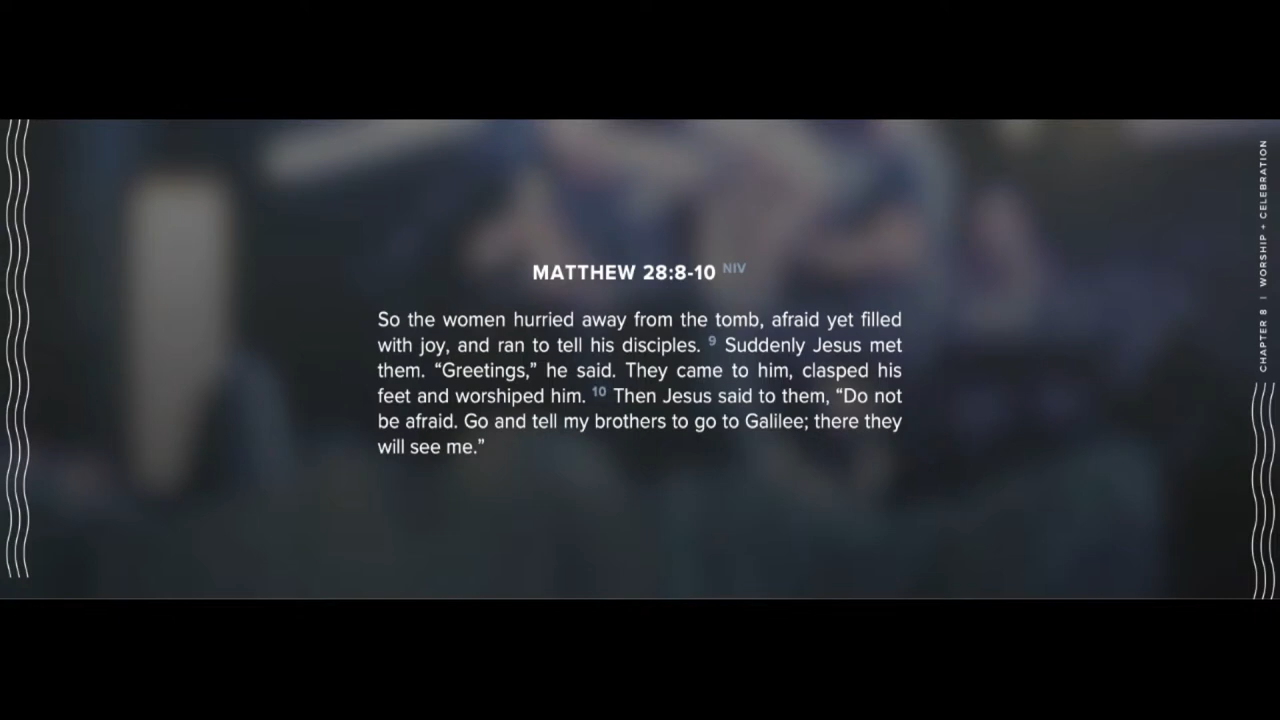 MATTHEW 28:8-10 NIV
So the women hurried away from the tomb, afraid yet filled
with joy, and ran to tell his disciples. 9 Suddenly Jesus met
them. “Greetings,” he said. They came to him, clasped his
feet and worshiped him. 10 Then Jesus said to them, “Do not
be afraid. Go and tell my brothers to go to Galilee; there they
will see me.”
CHAPTER 8 | WORSHIP + CELEBRATION